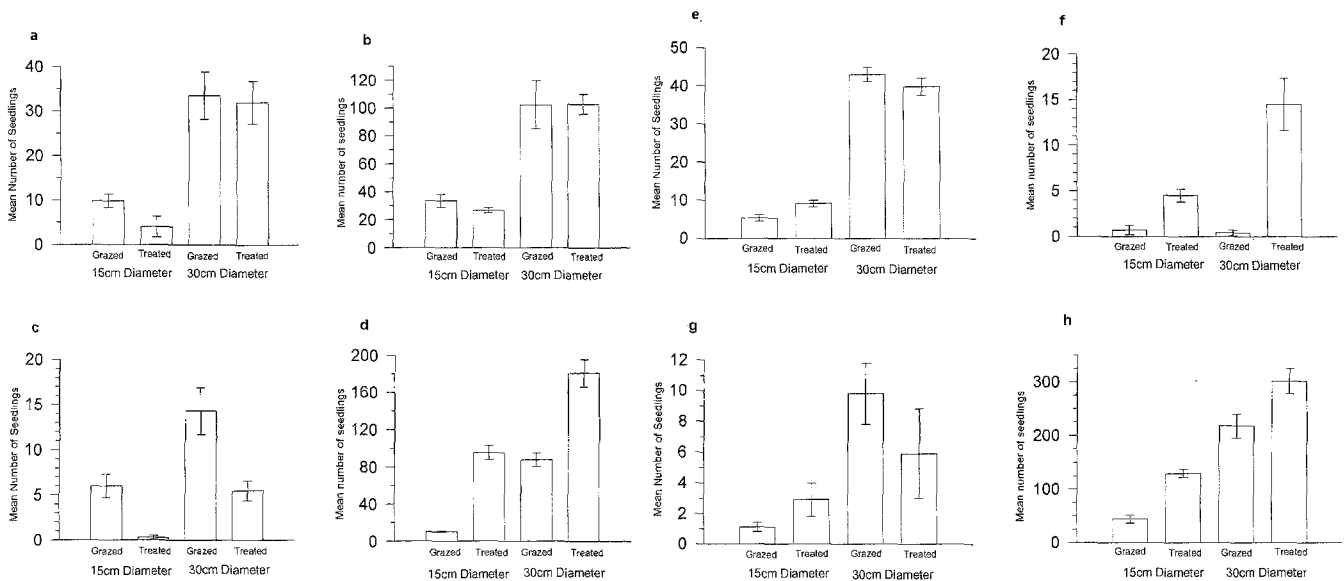 a
Mean Number of Seedlings
40
30
20
10
0
Grazed Treated Grazed Treated
15cm Diameter 30cm Diameter
b
Mean number of seedlings
120
100
80
60
40
20
0
Grazed Treated Grazed Treated
15cm Diameter 30cm Diameter
e
Mean Number of Seedlings
50
40
30
20
10
0
Grazed Treated Grazed Treated
15cm Diameter 30cm Diameter
f
Mean number of seedlings
20
15
10
5
0
Grazed Treated Grazed Treated
15cm Diameter 30cm Diameter
c
Mean Number of Seedlings
20
15
10
5
0
Grazed Treated Grazed Treated
15cm Diameter 30cm Diameter
d
Mean number of seedlings
200
160
120
80
40
0
Grazed Treated Grazed Treated
15cm Diameter 30cm Diameter
g
Mean Number of Seedlings
12
10
8
6
4
2
0
Grazed Treated Grazed Treated
15cm Diameter 30cm Diameter
h
Mean number of seedlings
300
200
100
0
Grazed Treated Grazed Treated
15cm Diameter 30cm Diameter